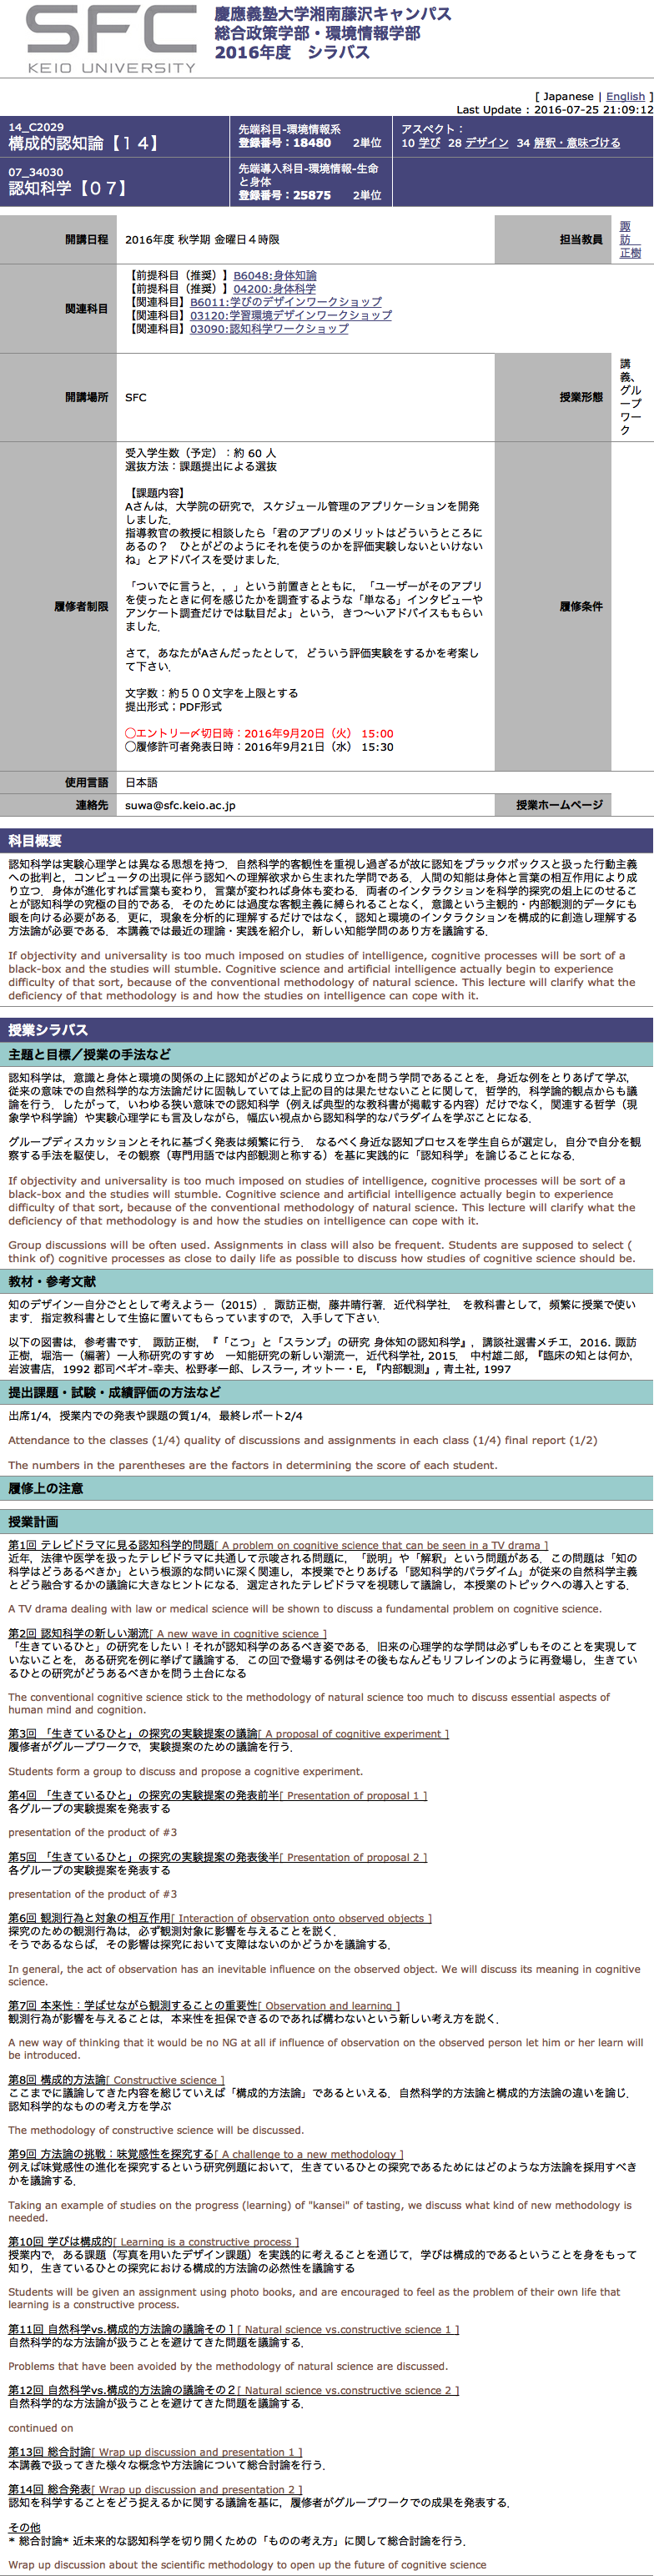 SFC
KEIO UNIVERSITY
慶應義塾大学湘南藤沢キャンパス
総合政策学部・環境情報学部
2016年度　シラバス
[ Japanese | English ]
Last Update : 2016-07-25 21:09:12
14_C2029
構成的認知論【１４】
先端科目-環境情報系
登録番号：18480　　2単位
アスペクト：
10 学び 28 デザイン 34 解釈・意味づける
07_34030
認知科学【０７】
先端導入科目-環境情報-生命
と身体
登録番号：25875　　2単位
開講日程
2016年度 秋学期 金曜日４時限
担当教員
諏
訪
正樹
関連科目
【前提科目（推奨）】B6048:身体知論
【前提科目（推奨）】04200:身体科学
【関連科目】B6011:学びのデザインワークショップ
【関連科目】03120:学習環境デザインワークショップ
【関連科目】03090:認知科学ワークショップ
開講場所
SFC
授業形態
講
義、
グル
ープ
ワー
ク
履修者制限
受入学生数（予定）：約 60 人
選抜方法：課題提出による選抜
【課題内容】
Aさんは，大学院の研究で，スケジュール管理のアプリケーションを開発
しました．
指導教官の教授に相談したら「君のアプリのメリットはどういうところに
あるの？　ひとがどのようにそれを使うのかを評価実験しないといけない
ね」とアドバイスを受けました．
「ついでに言うと，，」という前置きとともに，「ユーザーがそのアプリ
を使ったときに何を感じたかを調査するような「単なる」インタビューや
アンケート調査だけでは駄目だよ」という，きつ〜いアドバイスももらい
ました．
さて，あなたがAさんだったとして，どういう評価実験をするかを考案し
て下さい．
文字数：約５００文字を上限とする
提出形式；PDF形式
◯エントリー〆切日時：2016年9月20日（火） 15:00
◯履修許可者発表日時：2016年9月21日（水） 15:30
履修条件
使用言語
日本語
連絡先
suwa@sfc.keio.ac.jp
授業ホームページ
科目概要
認知科学は実験心理学とは異なる思想を持つ．自然科学的客観性を重視し過ぎるが故に認知をブラックボックスと扱った行動主義
への批判と，コンピュータの出現に伴う認知への理解欲求から生まれた学問である．人間の知能は身体と言葉の相互作用により成
り立つ．身体が進化すれば言葉も変わり，言葉が変われば身体も変わる．両者のインタラクションを科学的探究の俎上にのせるこ
とが認知科学の究極の目的である．そのためには過度な客観主義に縛られることなく，意識という主観的・内部観測的データにも
眼を向ける必要がある．更に，現象を分析的に理解するだけではなく，認知と環境のインタラクションを構成的に創造し理解する
方法論が必要である．本講義では最近の理論・実践を紹介し，新しい知能学問のあり方を議論する．
If objectivity and universality is too much imposed on studies of intelligence, cognitive processes will be sort of a
black-box and the studies will stumble. Cognitive science and artificial intelligence actually begin to experience
difficulty of that sort, because of the conventional methodology of natural science. This lecture will clarify what the
deficiency of that methodology is and how the studies on intelligence can cope with it.
授業シラバス
主題と目標／授業の手法など
認知科学は，意識と身体と環境の関係の上に認知がどのように成り立つかを問う学問であることを，身近な例をとりあげて学ぶ．
従来の意味での自然科学的な方法論だけに固執していては上記の目的は果たせないことに関して，哲学的，科学論的観点からも議
論を行う．したがって，いわゆる狭い意味での認知科学（例えば典型的な教科書が掲載する内容）だけでなく，関連する哲学（現
象学や科学論）や実験心理学にも言及しながら，幅広い視点から認知科学的なパラダイムを学ぶことになる．
グループディスカッションとそれに基づく発表は頻繁に行う． なるべく身近な認知プロセスを学生自らが選定し，自分で自分を観
察する手法を駆使し，その観察（専門用語では内部観測と称する）を基に実践的に「認知科学」を論じることになる．
If objectivity and universality is too much imposed on studies of intelligence, cognitive processes will be sort of a
black-box and the studies will stumble. Cognitive science and artificial intelligence actually begin to experience
difficulty of that sort, because of the conventional methodology of natural science. This lecture will clarify what the
deficiency of that methodology is and how the studies on intelligence can cope with it.
Group discussions will be often used. Assignments in class will also be frequent. Students are supposed to select (
think of) cognitive processes as close to daily life as possible to discuss how studies of cognitive science should be.
教材・参考文献
知のデザインー自分ごととして考えようー（2015）．諏訪正樹，藤井晴行著．近代科学社． を教科書として，頻繁に授業で使い
ます．指定教科書として生協に置いてもらっていますので，入手して下さい．
以下の図書は，参考書です． 諏訪正樹，『「こつ」と「スランプ」の研究 身体知の認知科学』，講談社選書メチエ，2016．諏訪
正樹，堀浩一（編著）一人称研究のすすめ　―知能研究の新しい潮流―，近代科学社，2015． 中村雄二郎, 『臨床の知とは何か,
岩波書店，1992 郡司ペギオ-幸夫、松野孝一郎、レスラー, オットー・E, 『内部観測』, 青土社, 1997
提出課題・試験・成績評価の方法など
出席1/4，授業内での発表や課題の質1/4，最終レポート2/4
Attendance to the classes (1/4) quality of discussions and assignments in each class (1/4) final report (1/2)
The numbers in the parentheses are the factors in determining the score of each student.
履修上の注意
授業計画
第1回 テレビドラマに見る認知科学的問題[ A problem on cognitive science that can be seen in a TV drama ]
近年，法律や医学を扱ったテレビドラマに共通して示唆される問題に，「説明」や「解釈」という問題がある．この問題は「知の
科学はどうあるべきか」という根源的な問いに深く関連し，本授業でとりあげる「認知科学的パラダイム」が従来の自然科学主義
とどう融合するかの議論に大きなヒントになる．選定されたテレビドラマを視聴して議論し，本授業のトピックへの導入とする．
A TV drama dealing with law or medical science will be shown to discuss a fundamental problem on cognitive science.
第2回 認知科学の新しい潮流[ A new wave in cognitive science ]
「生きているひと」の研究をしたい！それが認知科学のあるべき姿である．旧来の心理学的な学問は必ずしもそのことを実現して
いないことを，ある研究を例に挙げて議論する．この回で登場する例はその後もなんどもリフレインのように再登場し，生きてい
るひとの研究がどうあるべきかを問う土台になる
The conventional cognitive science stick to the methodology of natural science too much to discuss essential aspects of
human mind and cognition.
第3回 「生きているひと」の探究の実験提案の議論[ A proposal of cognitive experiment ]
履修者がグループワークで，実験提案のための議論を行う．
Students form a group to discuss and propose a cognitive experiment.
第4回 「生きているひと」の探究の実験提案の発表前半[ Presentation of proposal 1 ]
各グループの実験提案を発表する
presentation of the product of #3
第5回 「生きているひと」の探究の実験提案の発表後半[ Presentation of proposal 2 ]
各グループの実験提案を発表する
presentation of the product of #3
第6回 観測行為と対象の相互作用[ Interaction of observation onto observed objects ]
探究のための観測行為は，必ず観測対象に影響を与えることを説く．
そうであるならば，その影響は探究において支障はないのかどうかを議論する．
In general, the act of observation has an inevitable influence on the observed object. We will discuss its meaning in cognitive
science.
第7回 本来性：学ばせながら観測することの重要性[ Observation and learning ]
観測行為が影響を与えることは，本来性を担保できるのであれば構わないという新しい考え方を説く．
A new way of thinking that it would be no NG at all if influence of observation on the observed person let him or her learn will
be introduced.
第8回 構成的方法論[ Constructive science ]
ここまでに議論してきた内容を総じていえば「構成的方法論」であるといえる．自然科学的方法論と構成的方法論の違いを論じ．
認知科学的なものの考え方を学ぶ
The methodology of constructive science will be discussed.
第9回 方法論の挑戦：味覚感性を探究する[ A challenge to a new methodology ]
例えば味覚感性の進化を探究するという研究例題において，生きているひとの探究であるためにはどのような方法論を採用すべき
かを議論する．
Taking an example of studies on the progress (learning) of "kansei" of tasting, we discuss what kind of new methodology is
needed.
第10回 学びは構成的[ Learning is a constructive process ]
授業内で，ある課題（写真を用いたデザイン課題）を実践的に考えることを通じて，学びは構成的であるということを身をもって
知り，生きているひとの探究における構成的方法論の必然性を議論する
Students will be given an assignment using photo books, and are encouraged to feel as the problem of their own life that
learning is a constructive process.
第11回 自然科学vs.構成的方法論の議論その１[ Natural science vs.constructive science 1 ]
自然科学的な方法論が扱うことを避けてきた問題を議論する．
Problems that have been avoided by the methodology of natural science are discussed.
第12回 自然科学vs.構成的方法論の議論その２[ Natural science vs.constructive science 2 ]
自然科学的な方法論が扱うことを避けてきた問題を議論する．
continued on
第13回 総合討論[ Wrap up discussion and presentation 1 ]
本講義で扱ってきた様々な概念や方法論について総合討論を行う．
第14回 総合発表[ Wrap up discussion and presentation 2 ]
認知を科学することをどう捉えるかに関する議論を基に，履修者がグループワークでの成果を発表する．
その他
* 総合討論* 近未来的な認知科学を切り開くための「ものの考え方」に関して総合討論を行う．
Wrap up discussion about the scientific methodology to open up the future of cognitive science